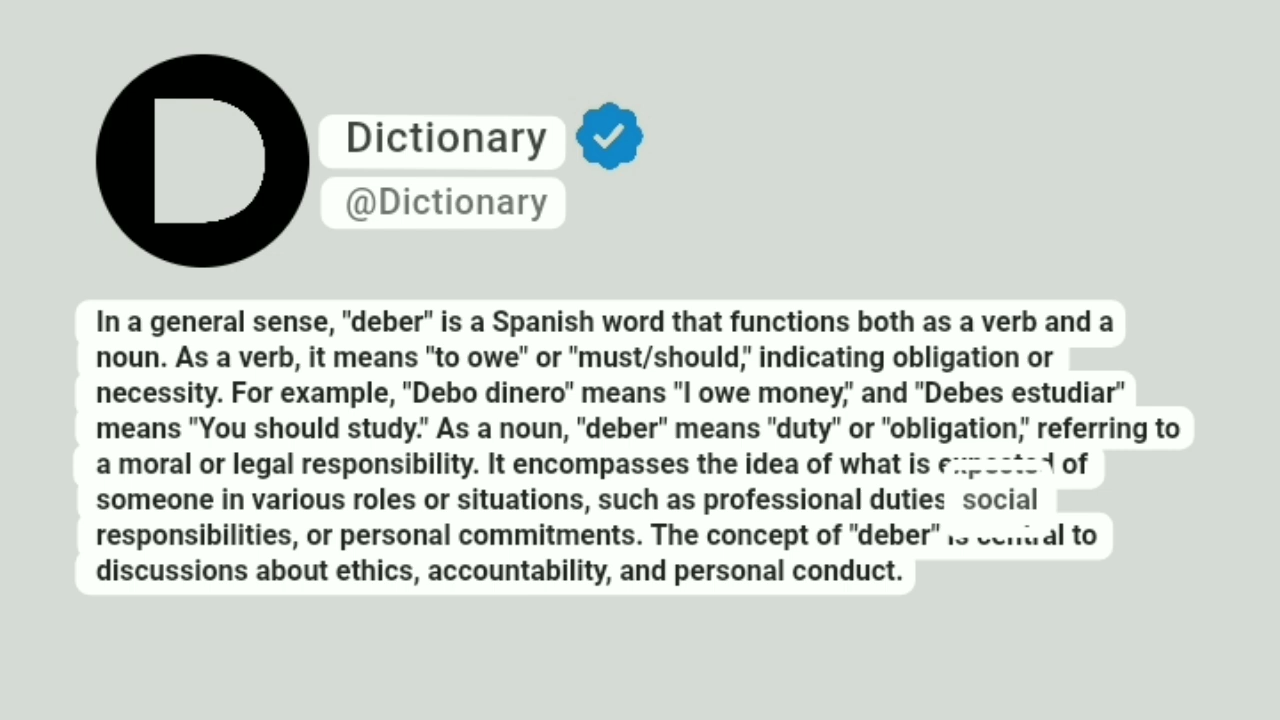 D
Dictionary
@Dictionary
In a general sense, "deber" is a Spanish word that functions both as a verb and a
noun. As a verb, it means "to owe" or "must/should," indicating obligation or
necessity. For example, "Debo dinero" means "I owe money," and "Debes estudiar"
means "You should study." As a noun, "deber" means "duty" or "obligation," referring to
a moral or legal responsibility. It encompasses the idea of what is expected of
someone in various roles or situations, such as professional duties social
responsibilities, or personal commitments. The concept of "deber" is central to
discussions about ethics, accountability, and personal conduct.